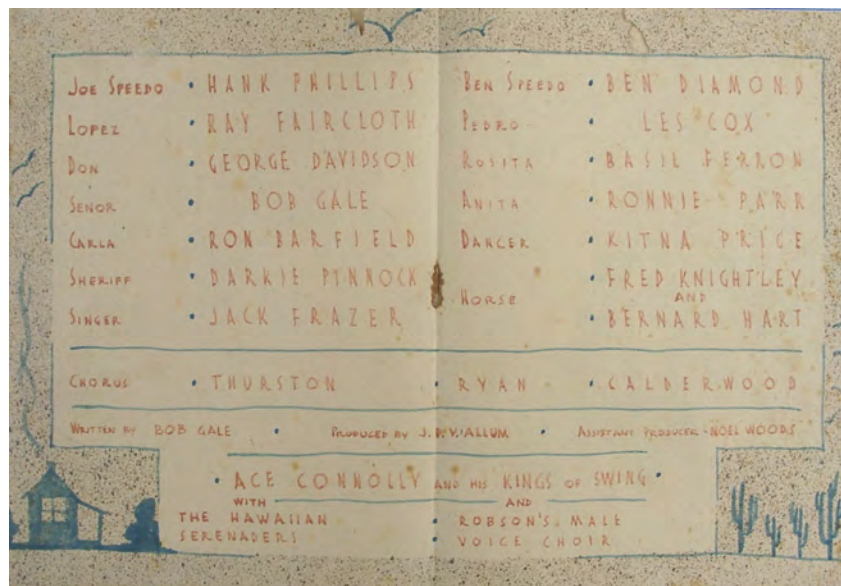 JOE SPEEDO • HANK PHILLIPS BEN SPEEDO • BEN DIAMOND
LOPEZ • RAY FAIRCLOTH PEDRO • LES COX
DON • GEORGE DAVIDSON ROSITA • BASIL FERRON
SENOR BOB GALE ANITA • RONNIE PARR
CARLA • RON BARFIELD DANCER • KITNA PRICE
SHERIFF • DARKIE PINNOCK HORSE • FRED KNIGHTLEY
AND
SINGER • JACK FRAZER • BERNARD HART
CHORUS • THURSTON • RYAN • CALDERWOOD
WRITTEN BY BOB GALE • PRODUCED BY J. P. V. ALLUM • ASSISTANT PRODUCER - NOEL WOODS
• ACE CONNOLLY AND HIS KINGS OF SWING •
WITH AND
THE HAWAIIAN • ROBSON'S MALE
SERENADERS • VOICE CHOIR